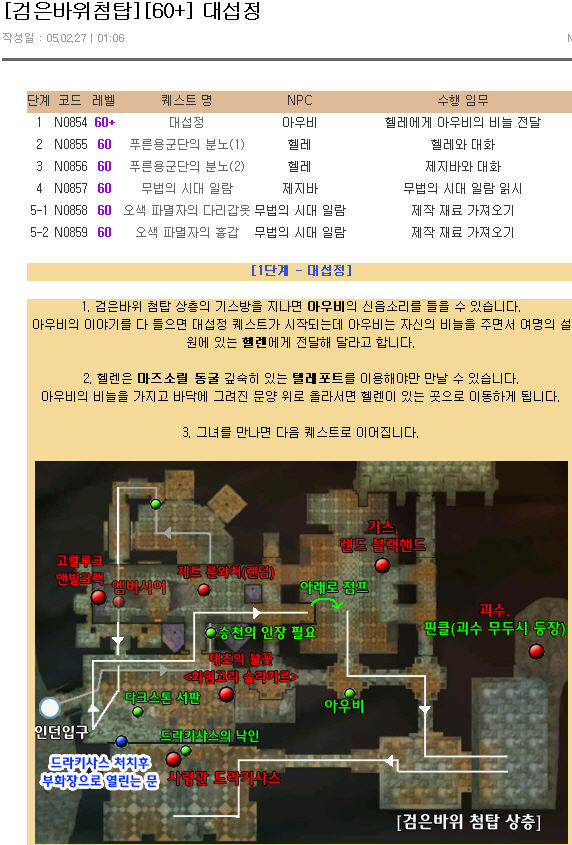 [검은바위첨탑][60+] 대섭정
작성일 : 05.02.27 | 01:06
N
단계 코드 레벨 퀘스트 명 NPC 수행 임무
1 N0854 60+ 대섭정 아우비 헬레에게 아우비의 비늘 전달
2 N0855 60 푸른용군단의 분노(1) 헬레 헬레와 대화
3 N0856 60 푸른용군단의 분노(2) 헬레 제지바와 대화
4 N0857 60 무법의 시대 일람 제지바 무법의 시대 일람 읽시
5-1 N0858 60 오색 파멸자의 다리갑옷 무법의 시대 일람 제작 재료 가져오기
5-2 N0859 60 오색 파멸자의 흉갑 무법의 시대 일람 제작 재료 가져오기
[1단계 - 대섭정]
1. 검은바위 첨탑 상층의 기스방을 지나면 아우비의 신음소리를 들을 수 있습니다.
아우비의 이야기를 다 들으면 대섭정 퀘스트가 시작되는데 아우비는 자신의 비늘을 주면서 여명의 설
원에 있는 헬렌에게 전달해 달라고 합니다.
2. 헬렌은 마즈소릴 동굴 깊숙히 있는 텔레포트를 이용해야만 만날 수 있습니다.
아우비의 비늘을 가지고 바닥에 그려진 문양 위로 올라서면 헬렌이 있는 곳으로 이동하게 됩니다.
3. 그녀를 만나면 다음 퀘스트로 이어집니다.
기스,
렌드 블랙핸드
고랄루크
앤빌크랙
엠버시어
제드 룬와쳐(랜덤)
아래로 점프
괴수,
핀클(괴수 무두시 등장)
승천의 인장 필요
태초의 불꽃
<화염고리 솔라카르>
다크스톤 서판
아우비
인던입구
드라키사스의 낙인
드라키사스 처치후
부화장으로 열리는 문
사령관 드라키사스
[검은바위 첨탑 상층]